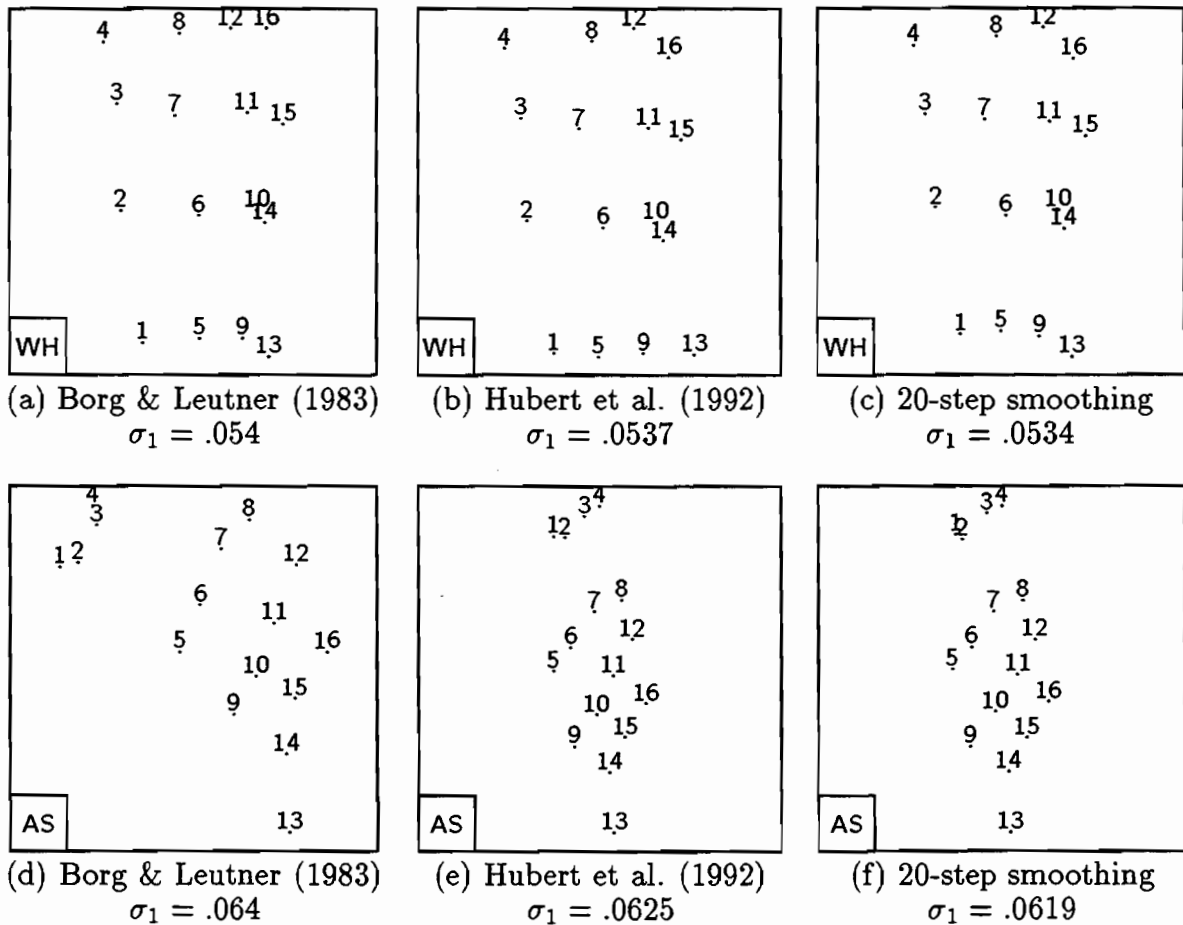 4 8 12 16
3 7 11 15
2 6 10 14
1 5 9 13
WH
(a) Borg & Leutner (1983)
σ₁ = .054
4 8 12 16
3 7 11 15
2 6 10 14
1 5 9 13
WH
(b) Hubert et al. (1992)
σ₁ = .0537
4 8 12 16
3 7 11 15
2 6 10 14
1 5 9 13
WH
(c) 20-step smoothing
σ₁ = .0534
4 8
3 7
1 2 12
6 11
5 16
10 15
9 14
13
AS
(d) Borg & Leutner (1983)
σ₁ = .064
3 4
1 2
7 8
6 12
5 11
10 16
9 15
14
13
AS
(e) Hubert et al. (1992)
σ₁ = .0625
3 4
1 2
7 8
6 12
5 11
10 16
9 15
14
13
AS
(f) 20-step smoothing
σ₁ = .0619